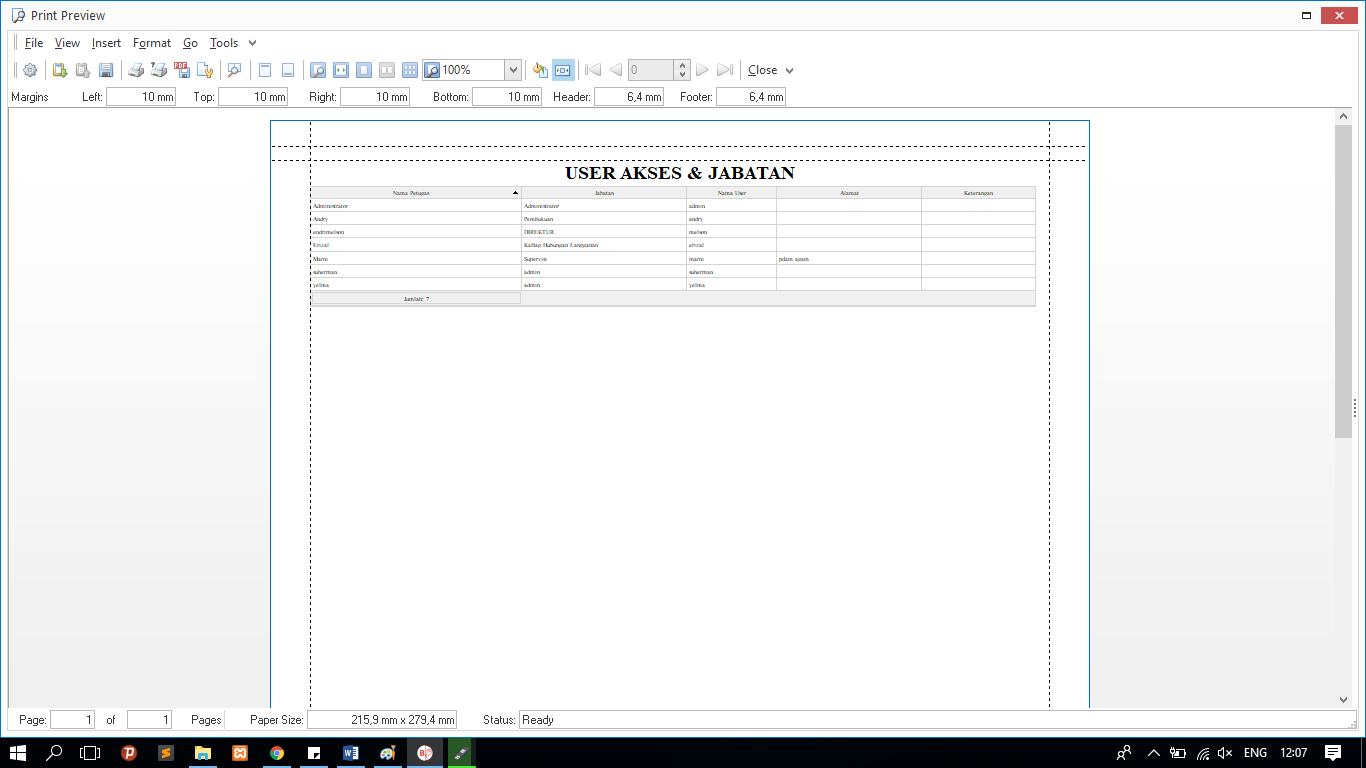 Print Preview
File View Insert Format Go Tools
100% 0 Close
Margins Left: 10 mm Top: 10 mm Right: 10 mm Bottom: 10 mm Header: 6,4 mm Footer: 6,4 mm
USER AKSES & JABATAN
Nama Petugas Jabatan Nama User Alamat Keterangan
Administrator Administrator admin
Andry Pembukuan andry
endrimelson DIREKTUR melson
Erizal KaBag Hubungan Langganan erizal
Marni Supervisi marni pdam agam
suherman admin suherman
yelma admin yelma
Jumlah: 7
Page: 1 of 1 Pages Paper Size: 215,9 mm x 279,4 mm Status: Ready
ENG 12:07